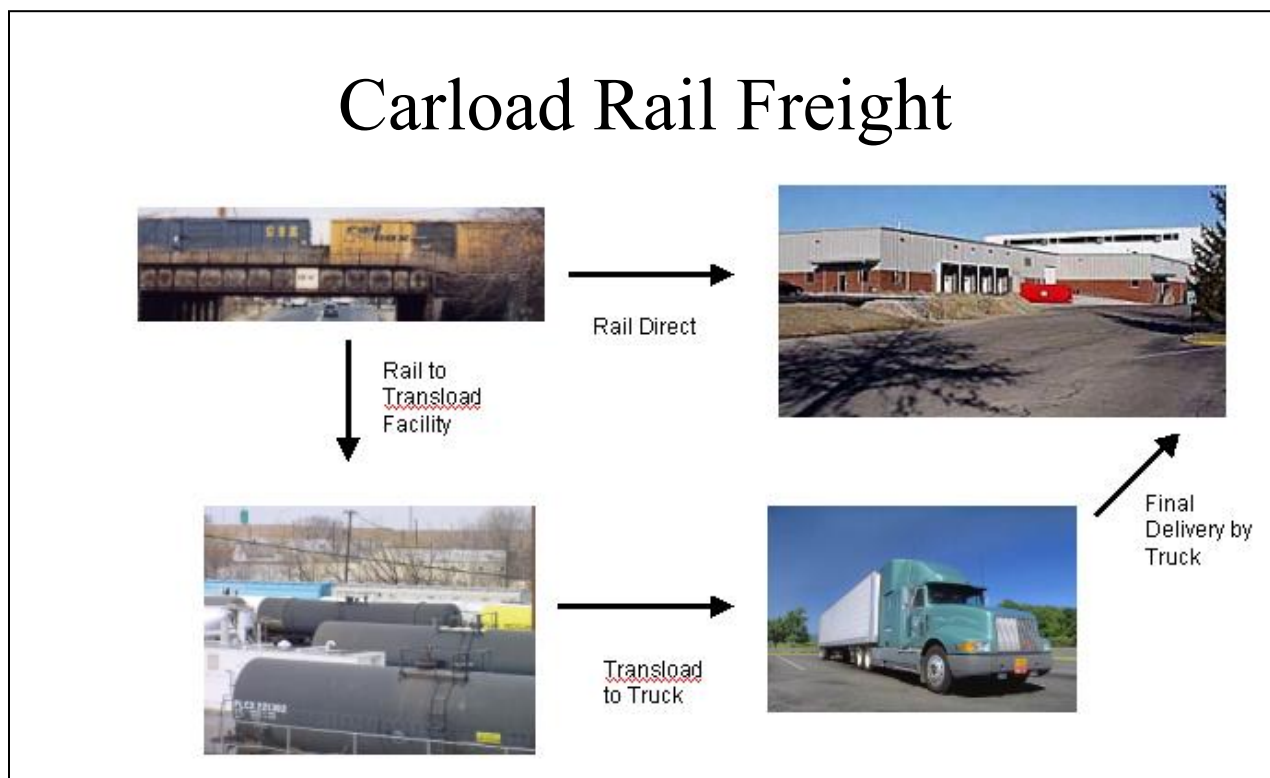 Carload Rail Freight
Rail Direct
Rail to
Transload
Facility
Final
Delivery by
Truck
Transload
to Truck